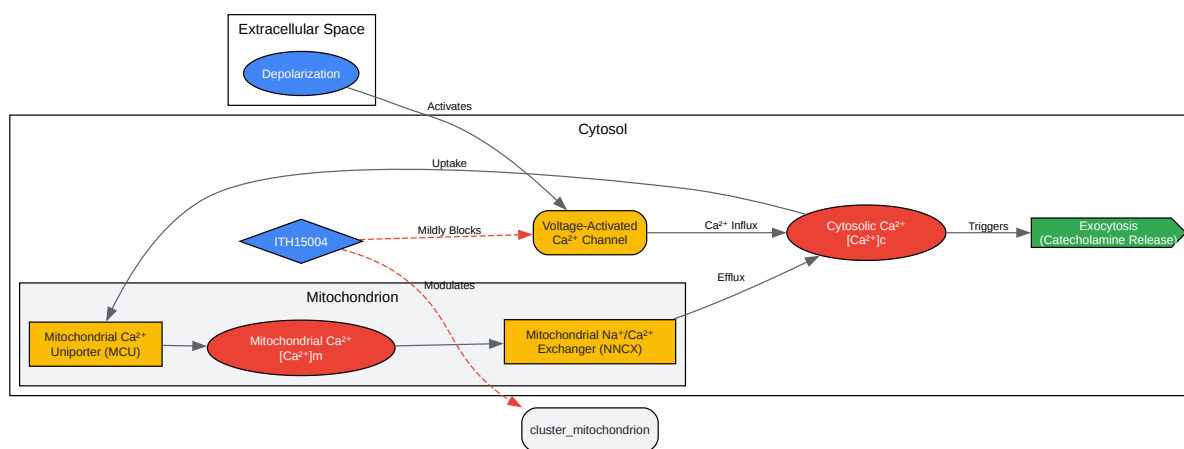 Extracellular Space
Depolarization
Activates
Cytosol
Uptake
ITH15004
Mildly Blocks
Voltage-Activated
Ca²⁺ Channel
Ca²⁺ Influx
Cytosolic Ca²⁺
[Ca²⁺]c
Triggers
Exocytosis
(Catecholamine Release)
Efflux
Modulates
Mitochondrion
Mitochondrial Ca²⁺
Uniporter (MCU)
Mitochondrial Ca²⁺
[Ca²⁺]m
Mitochondrial Na⁺/Ca²⁺
Exchanger (NNCX)
cluster_mitochondrion